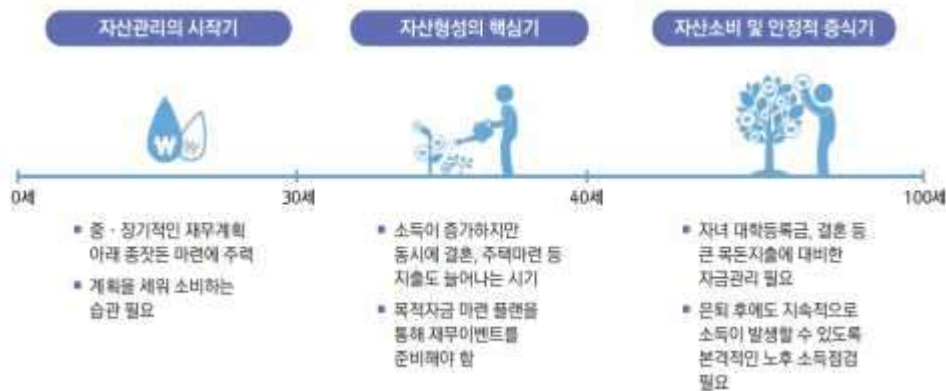 자산관리의 시작기
자산형성의 핵심기
자산소비 및 안정적 증식기
W
W
0세
30세
40세
100세
▪ 중 · 장기적인 재무계획
아래 종잣돈 마련에 주력
▪ 계획을 세워 소비하는
습관 필요
▪ 소득이 증가하지만
동시에 결혼, 주택마련 등
지출도 늘어나는 시기
▪ 목적자금 마련 플랜을
통해 재무이벤트를
준비해야 함
▪ 자녀 대학등록금, 결혼 등
큰 목돈지출에 대비한
자금관리 필요
▪ 은퇴 후에도 지속적으로
소득이 발생할 수 있도록
본격적인 노후 소득점검
필요